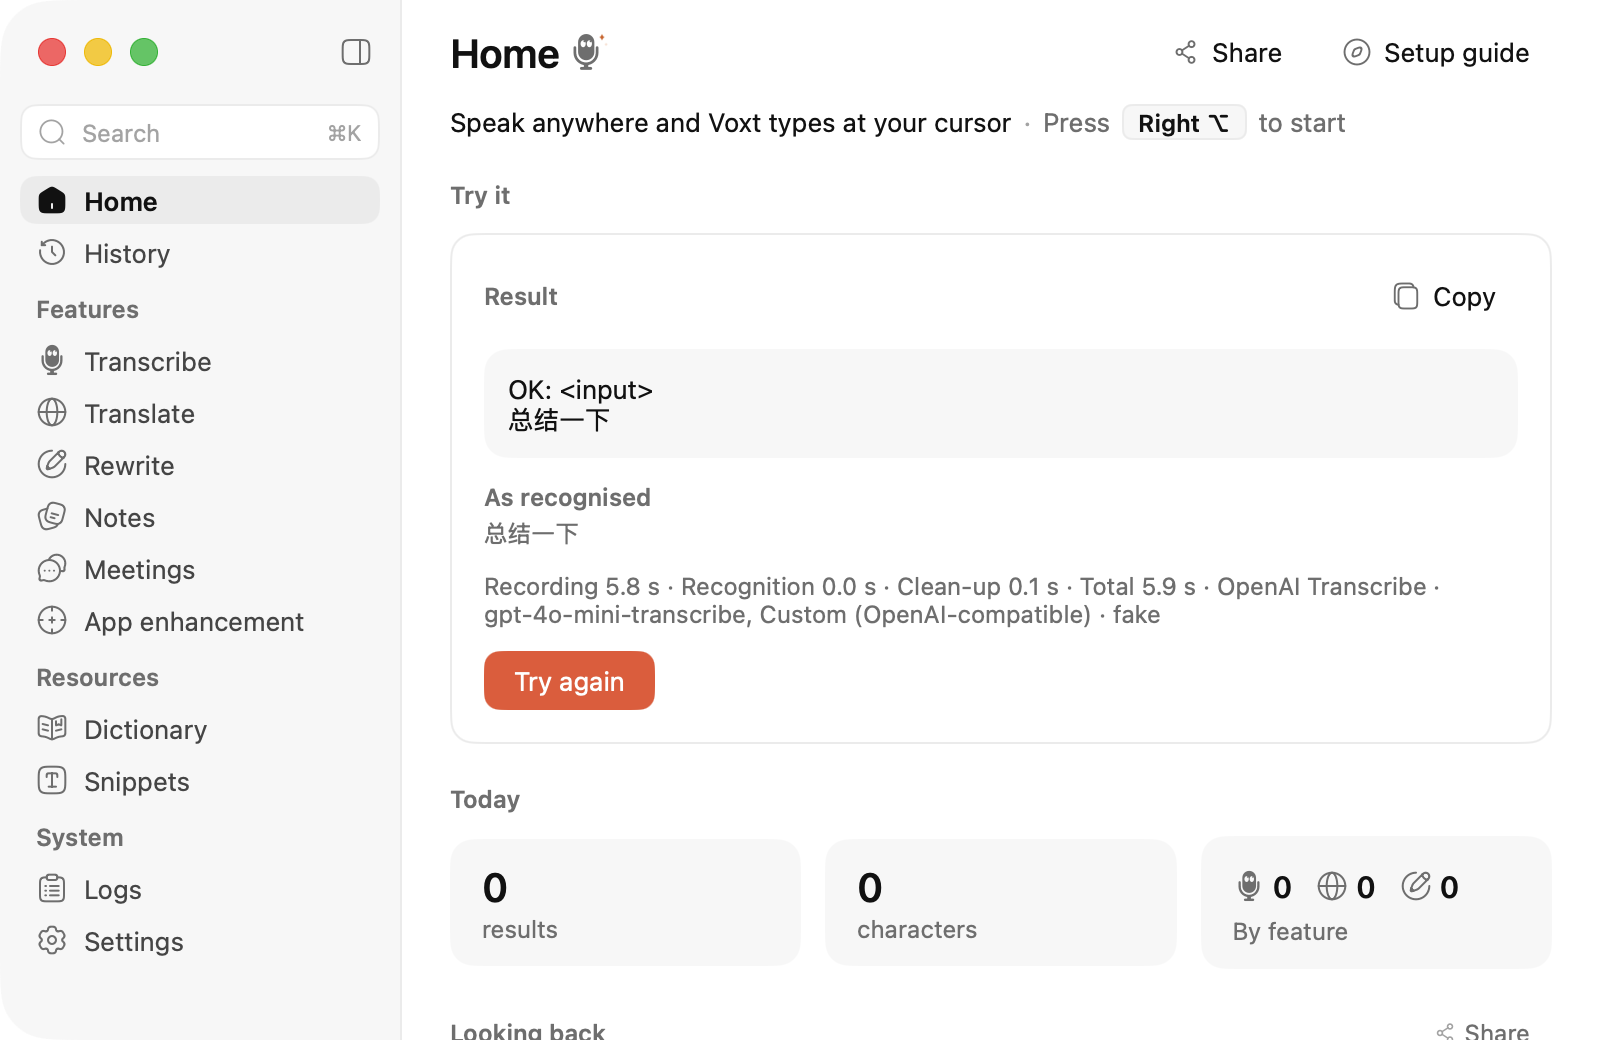 Search ⌘K
Home
History
Features
Transcribe
Translate
Rewrite
Notes
Meetings
App enhancement
Resources
Dictionary
Snippets
System
Logs
Settings
Home
Share
Setup guide
Speak anywhere and Voxt types at your cursor · Press Right ⌥ to start
Try it
Result
Copy
OK: <input>
总结一下
As recognised
总结一下
Recording 5.8 s · Recognition 0.0 s · Clean-up 0.1 s · Total 5.9 s · OpenAI Transcribe ·
gpt-4o-mini-transcribe, Custom (OpenAI-compatible) · fake
Try again
Today
0
results
0
characters
0 0 0
By feature
Looking back
Share